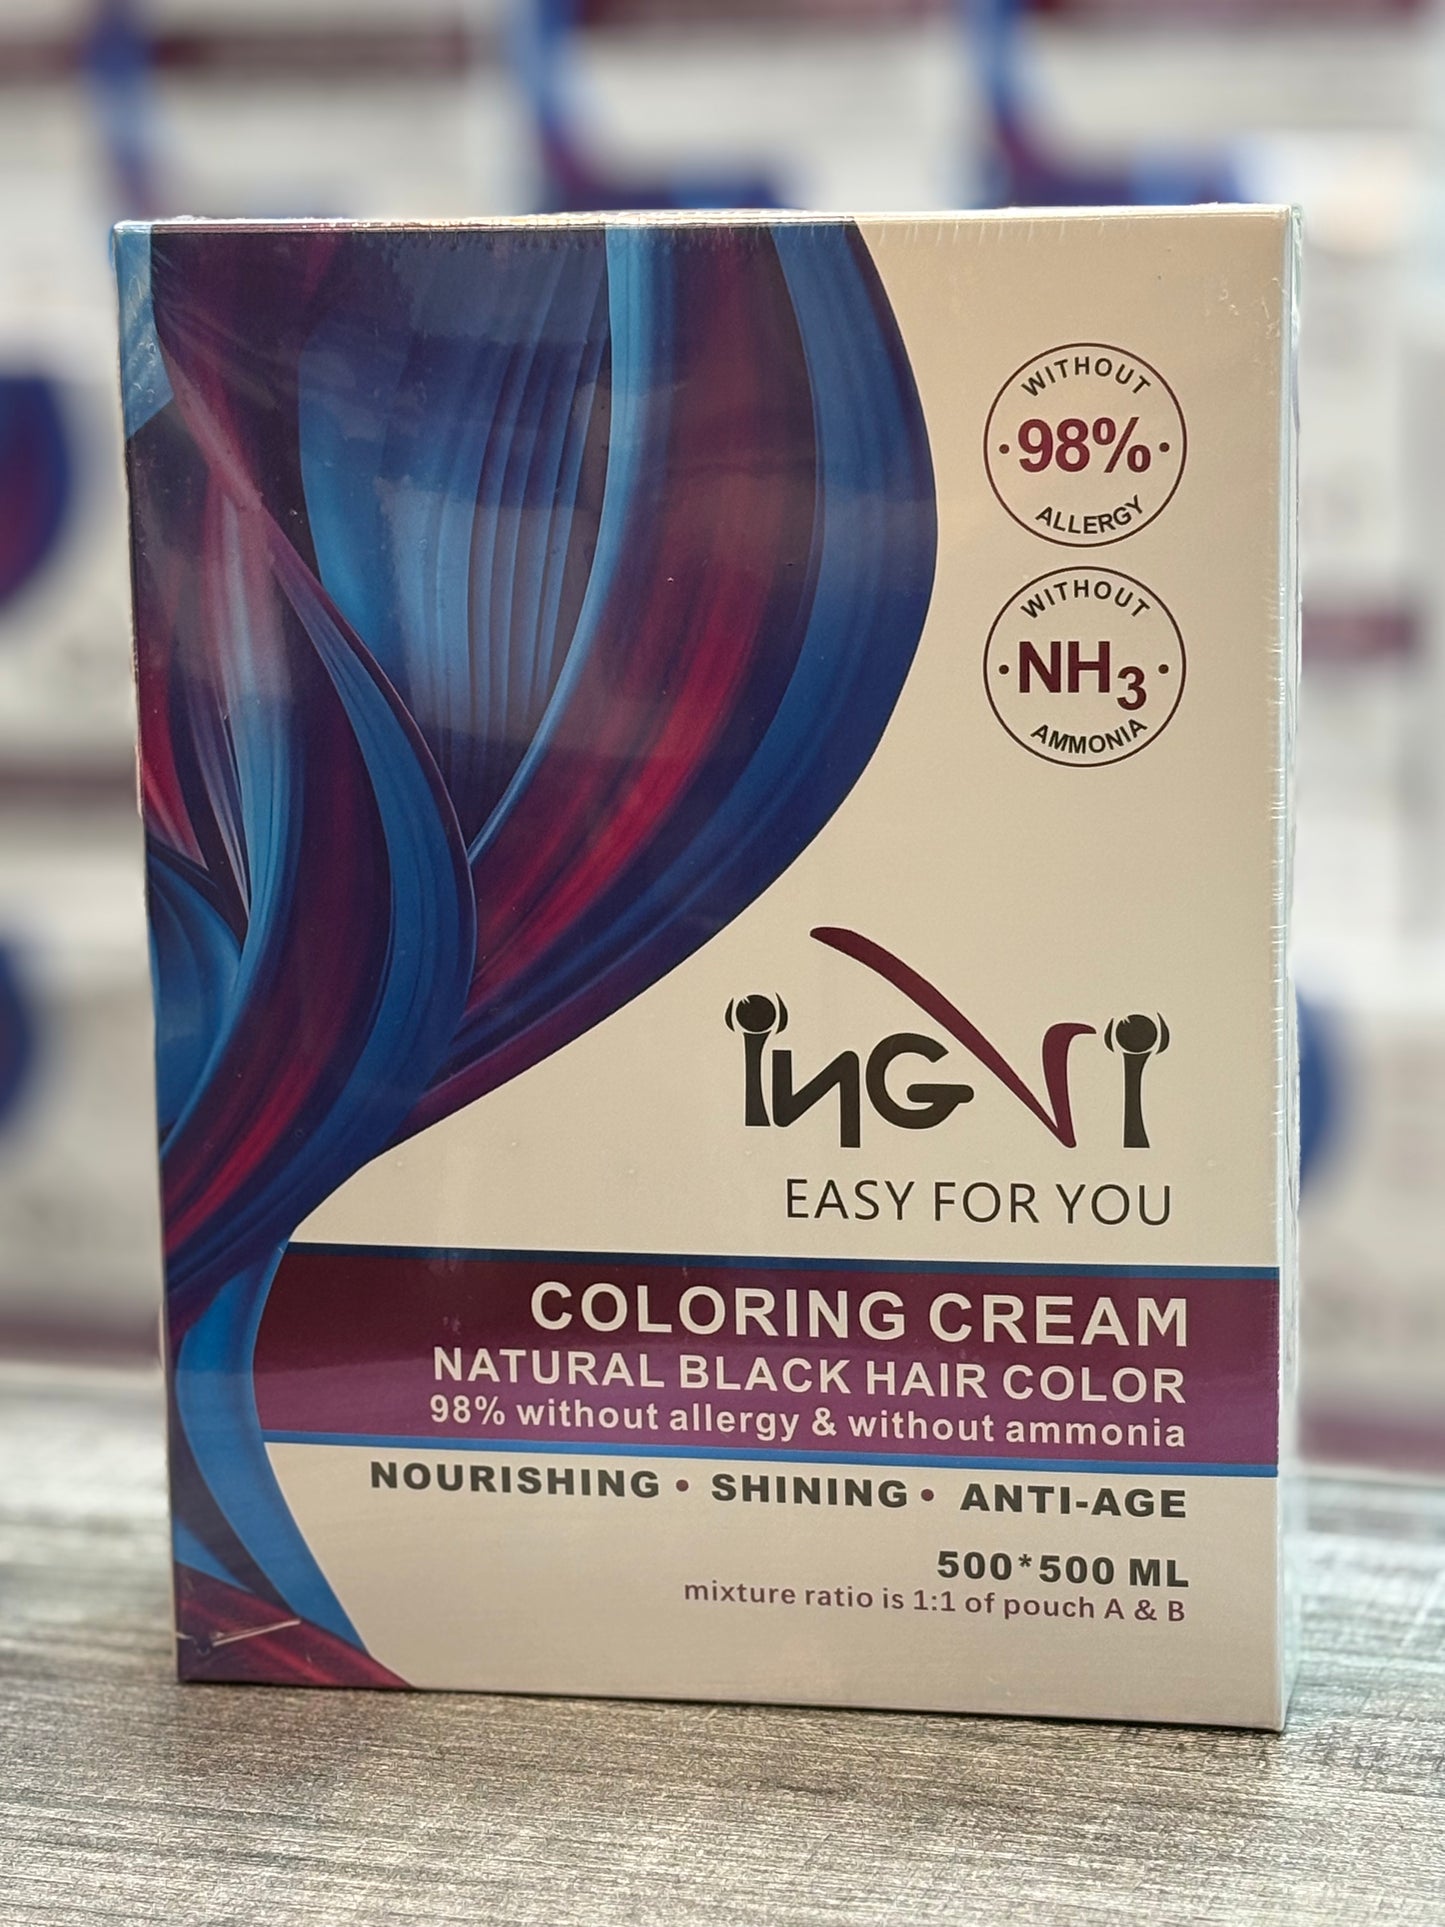 WITHOUT
98%
ALLERGY
WITHOUT
NH3
AMMONIA
ingVi
EASY FOR YOU
COLORING CREAM
NATURAL BLACK HAIR COLOR
98% without allergy & without ammonia
NOURISHING • SHINING • ANTI-AGE
500*500 ML
mixture ratio is 1:1 of pouch A & B